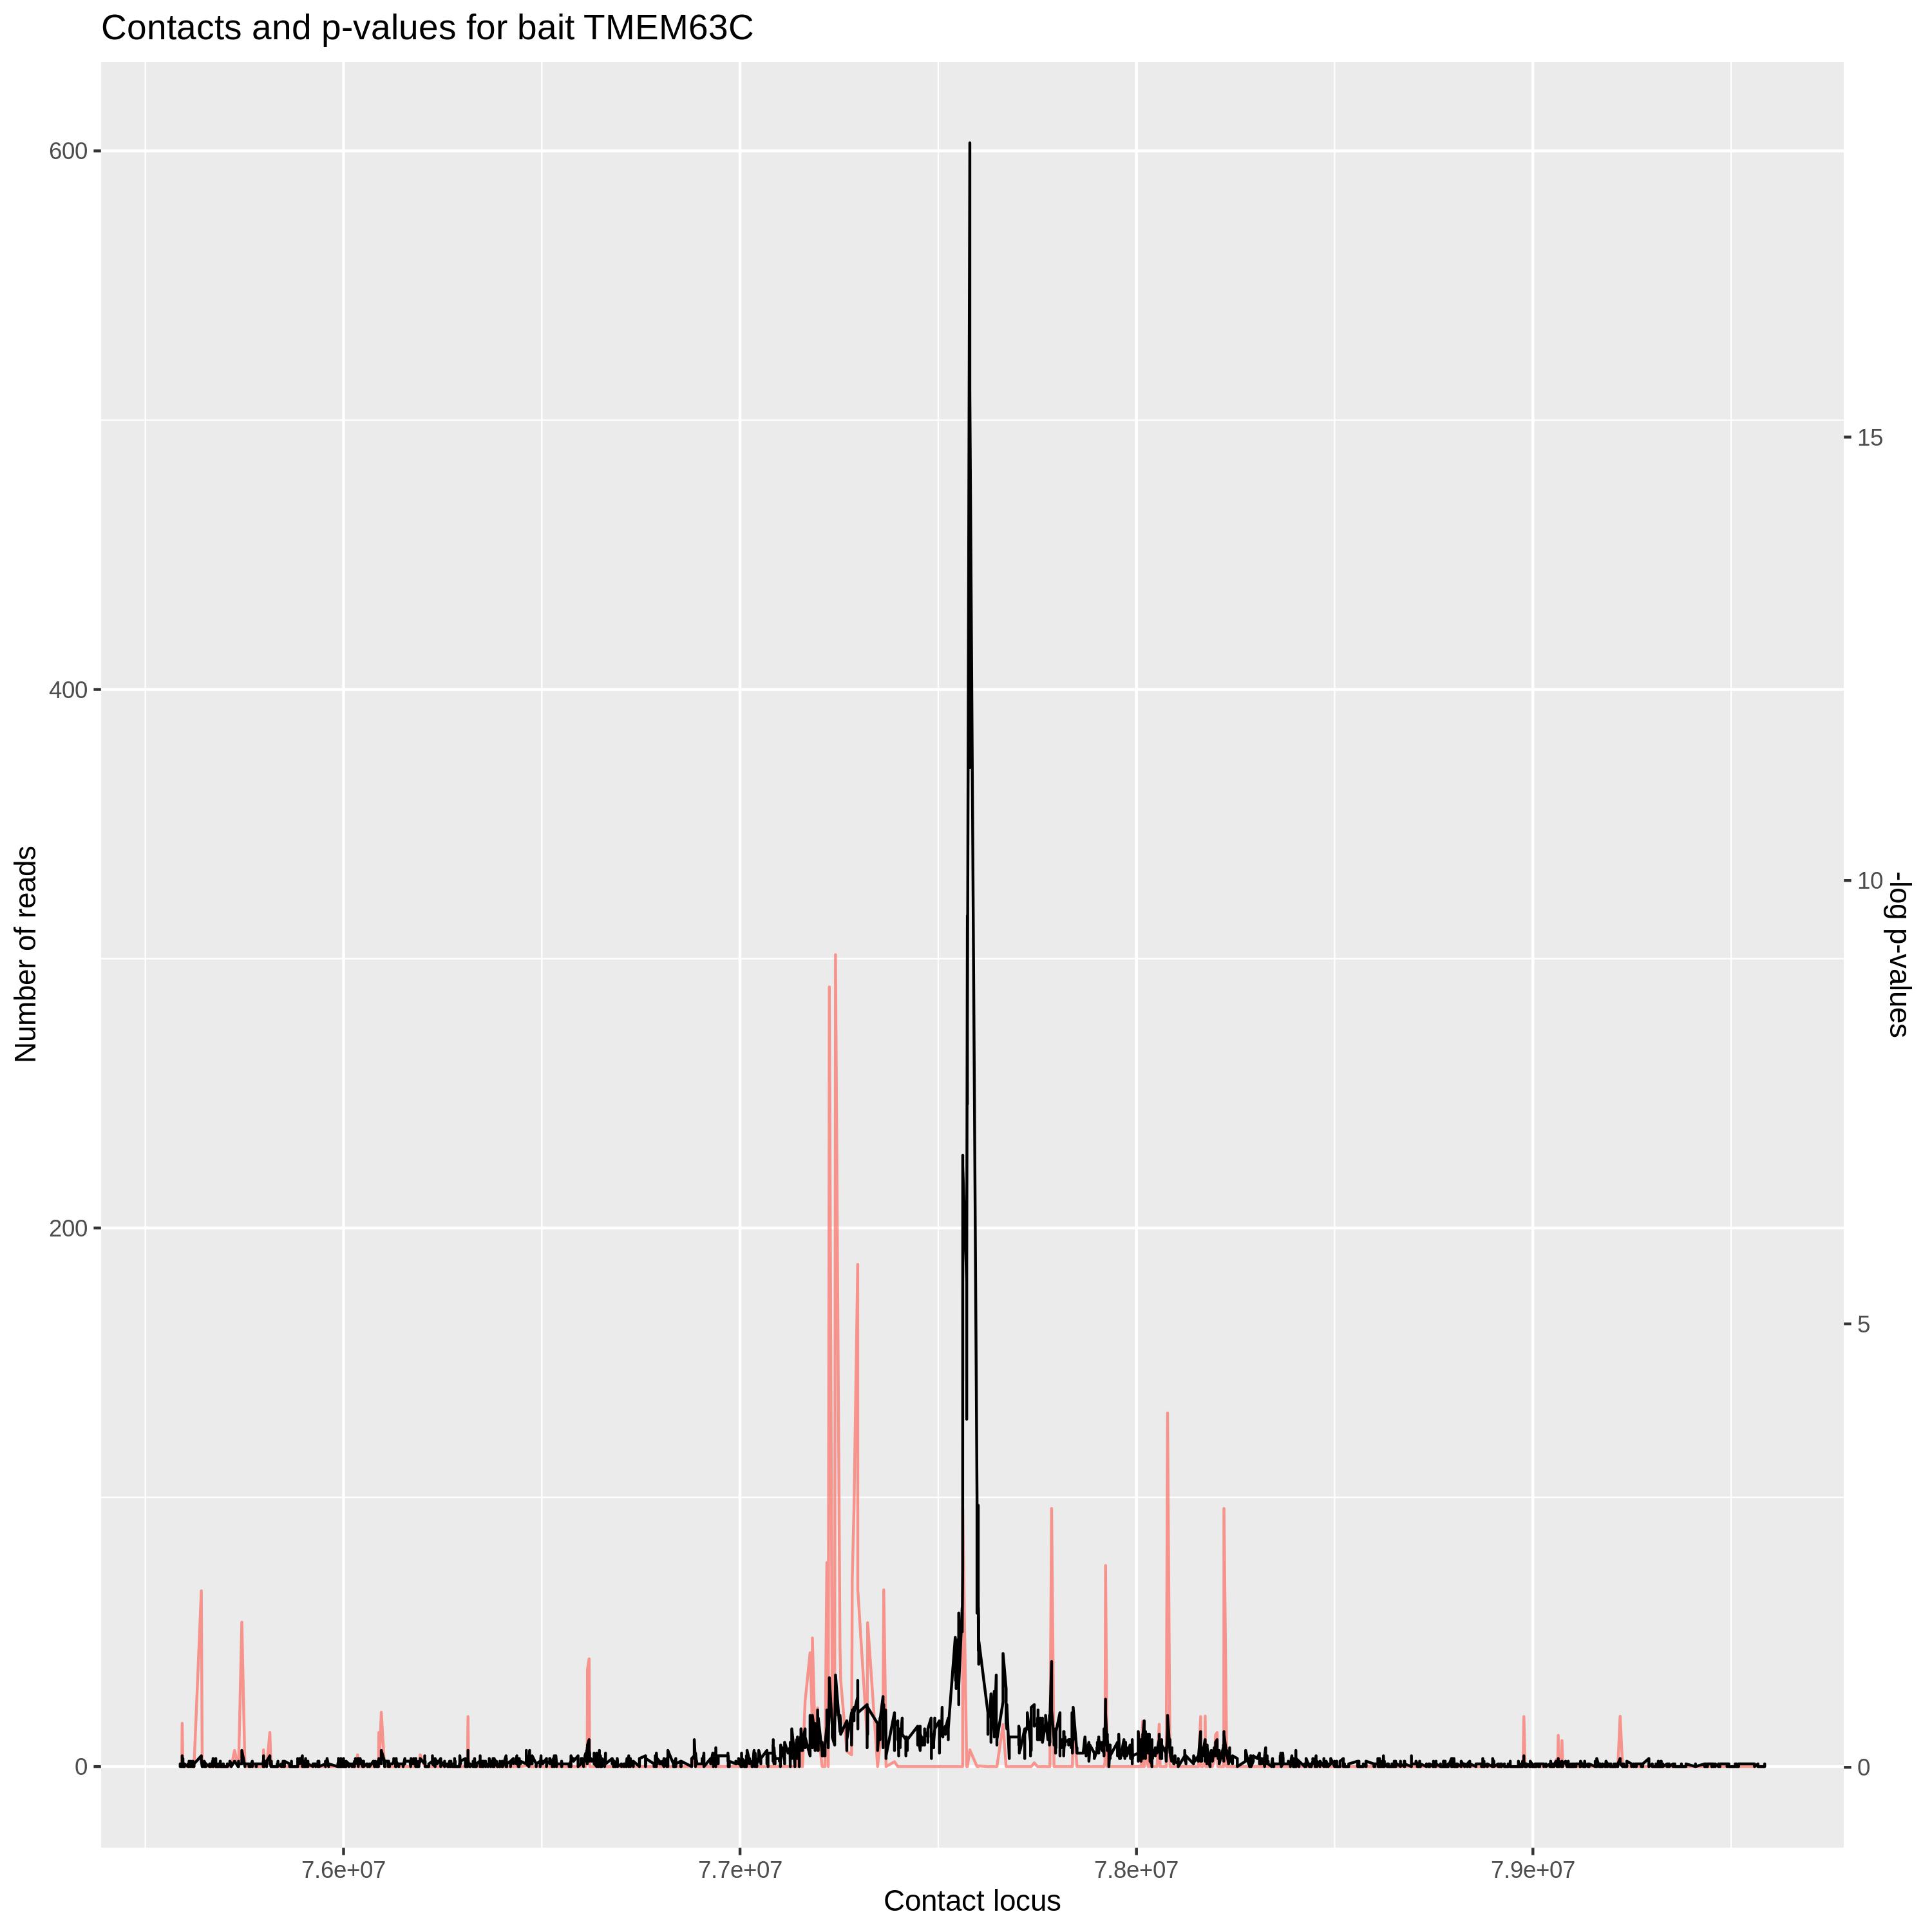 Contacts and p-values for bait TMEM63C
600
400
200
0
15
10
5
0
Number of reads
-log p-values
7.6e+07
7.7e+07
7.8e+07
7.9e+07
Contact locus